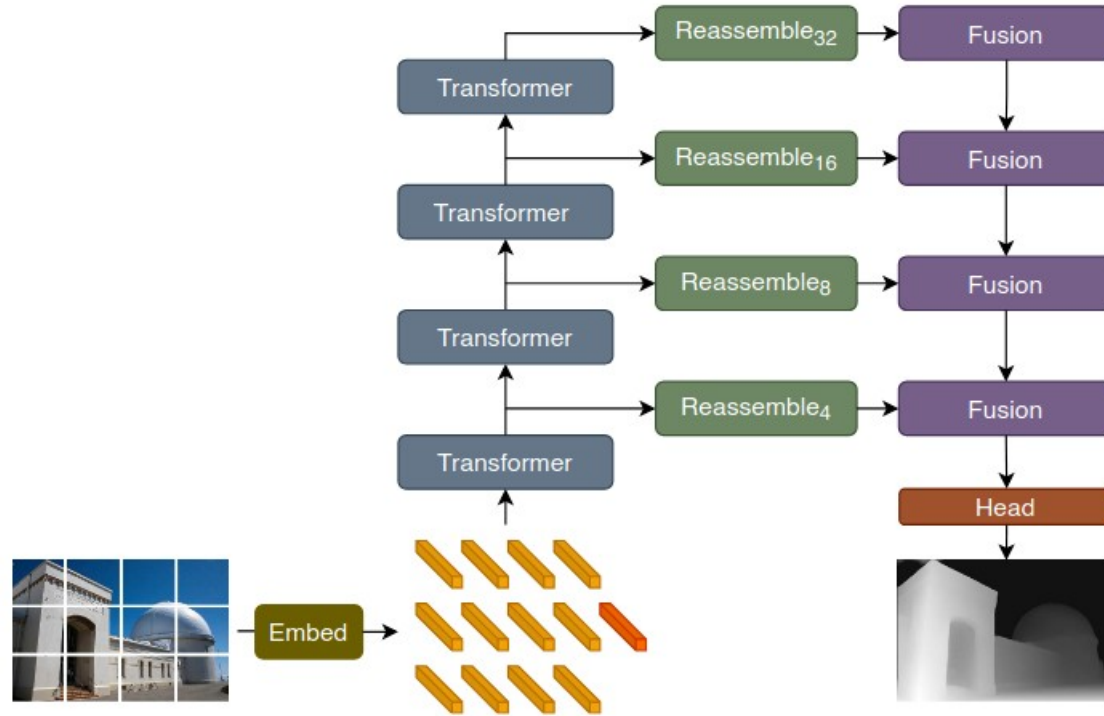 Reassemble32 Fusion
Transformer
Reassemble16 Fusion
Transformer
Reassemble8 Fusion
Transformer
Reassemble4 Fusion
Transformer
Head
Embed